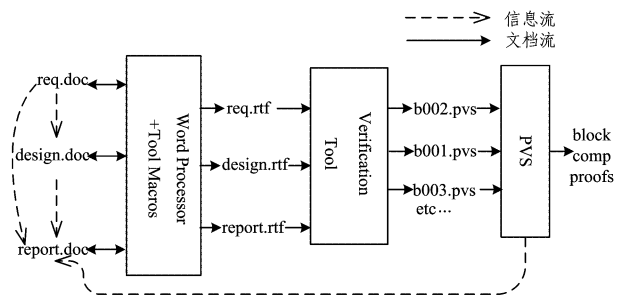 信息流
文档流
req.doc
design.doc
report.doc
Word Processor
+Tool Macros
req.rtf
design.rtf
report.rtf
Verification
Tool
b002.pvs
b001.pvs
b003.pvs
etc…
PVS
block
comp
proofs